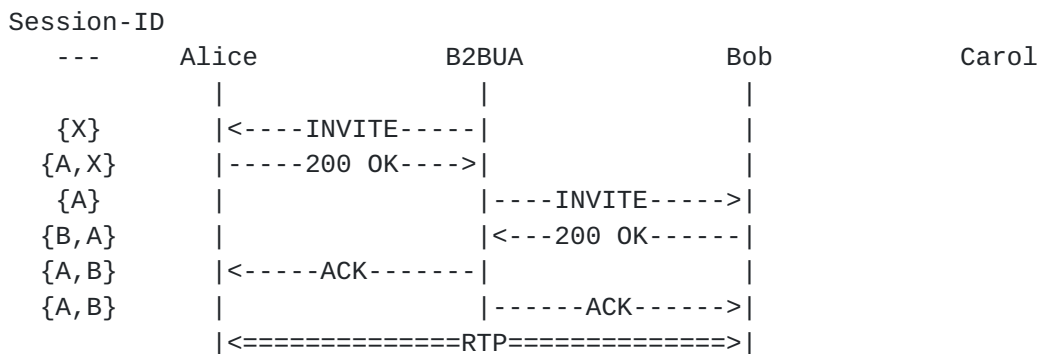 Session-ID
   ---     Alice            B2BUA             Bob            Carol
             |                |                |
   {X}       |<----INVITE-----|                |
  {A,X}      |-----200 OK---->|                |
   {A}       |                |----INVITE----->|
  {B,A}      |                |<---200 OK------|
  {A,B}      |<-----ACK-------|                |
  {A,B}      |                |------ACK------>|
             |<==============RTP==============>|